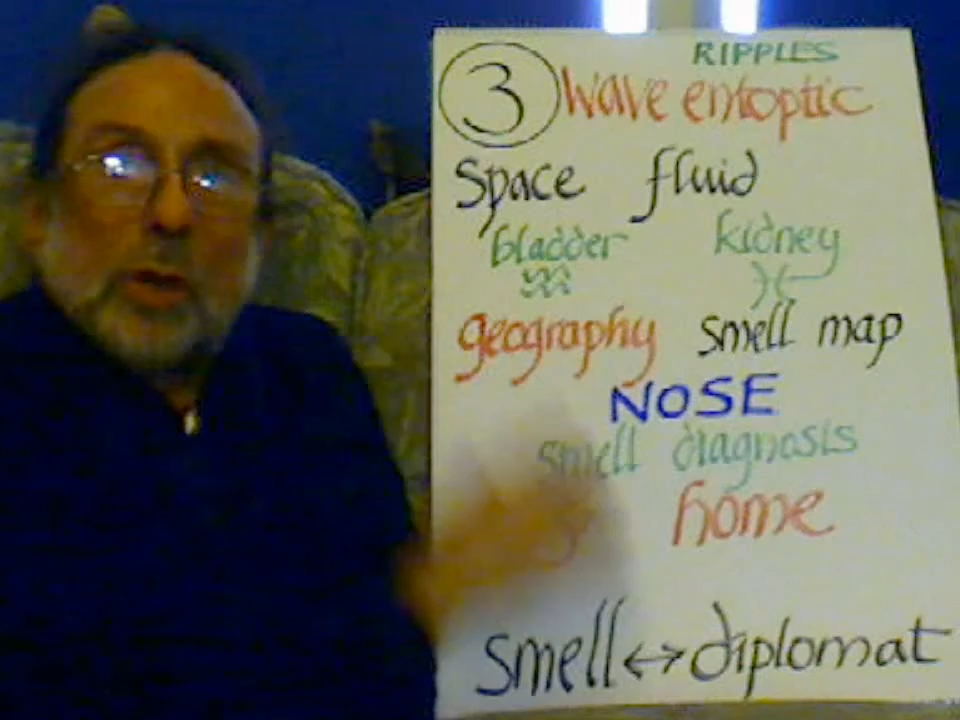 RIPPLES
3 Wave entoptic
Space fluid
bladder kidney
geography smell map
NOSE
smell diagnosis
home
smell ↔ diplomat